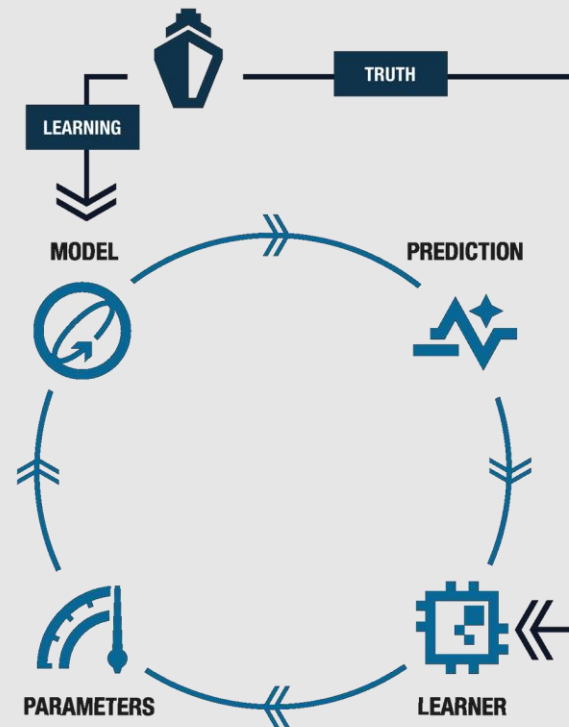 TRUTH
LEARNING
MODEL
PREDICTION
PARAMETERS
LEARNER